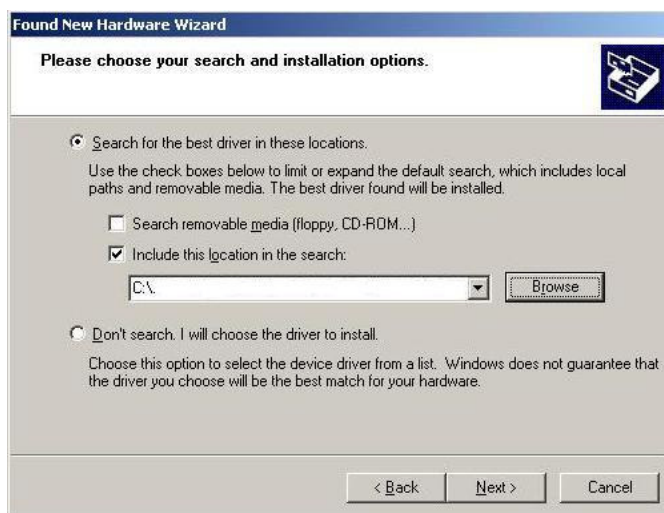 Found New Hardware Wizard
Please choose your search and installation options.
Search for the best driver in these locations.
Use the check boxes below to limit or expand the default search, which includes local
paths and removable media. The best driver found will be installed.
Search removable media (floppy, CD-ROM...)
Include this location in the search:
C:\.
Browse
Don't search. I will choose the driver to install.
Choose this option to select the device driver from a list. Windows does not guarantee that
the driver you choose will be the best match for your hardware.
< Back
Next >
Cancel